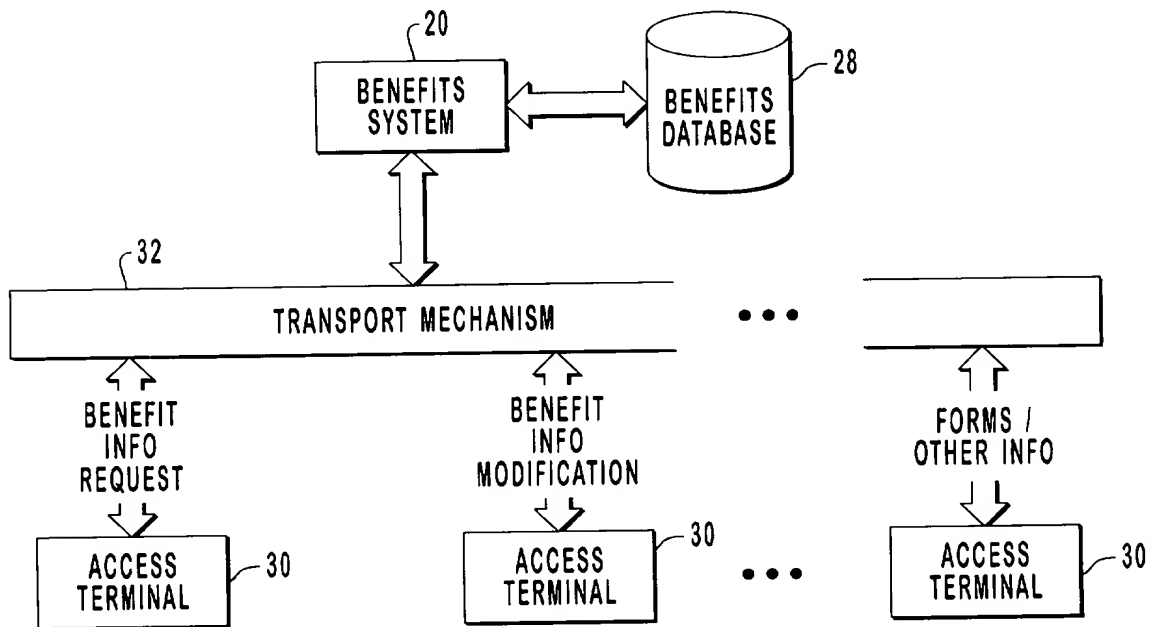 20
BENEFITS
SYSTEM
BENEFITS
DATABASE
28
32
TRANSPORT MECHANISM
BENEFIT
INFO
REQUEST
BENEFIT
INFO
MODIFICATION
FORMS /
OTHER INFO
ACCESS
TERMINAL
30
ACCESS
TERMINAL
30
ACCESS
TERMINAL
30